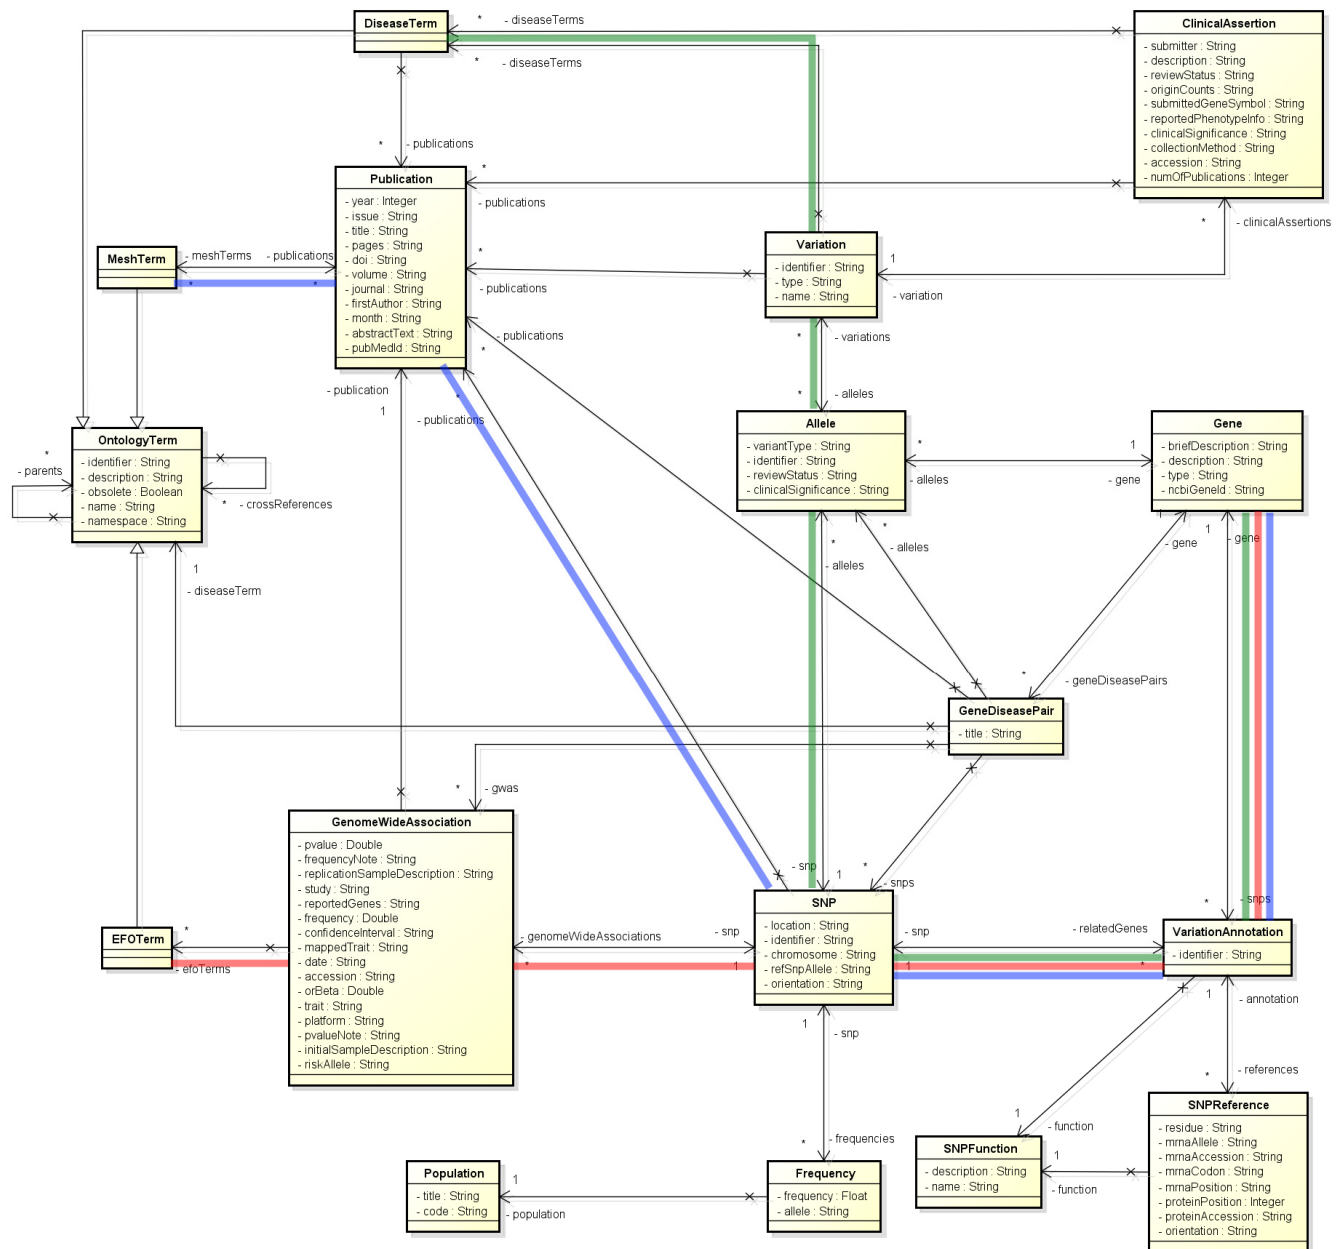 DiseaseTerm
* - diseaseTerms
* - diseaseTerms
ClinicalAssertion
- submitter : String
- description : String
- reviewStatus : String
- originCounts : String
- submittedGeneSymbol : String
- reportedPhenotypeInfo : String
- clinicalSignificance : String
- collectionMethod : String
- accession : String
- numOfPublications : Integer
* - publications
Publication
- year : Integer
- issue : String
- title : String
- pages : String
- doi : String
- volume : String
- journal : String
- firstAuthor : String
- month : String
- abstractText : String
- pubMedId : String
*
- publications
* - clinicalAssertions
MeshTerm
- meshTerms - publications
* *
Variation
- identifier : String
- type : String
- name : String
1
- variation
*
- publications
- publications
*
* - variations
* - alleles
- publication
1
*
- publications
OntologyTerm
- identifier : String
- description : String
- obsolete : Boolean
- name : String
- namespace : String
*
- parents
* - crossReferences
1
- diseaseTerm
Allele
- variantType : String
- identifier : String
- reviewStatus : String
- clinicalSignificance : String
*
- alleles
1
- gene
Gene
- briefDescription : String
- description : String
- type : String
- ncbiGeneId : String
*
- alleles
*
- alleles
1
- gene
1
- gene
* - geneDiseasePairs
GeneDiseasePair
- title : String
* - gwas
GenomeWideAssociation
- pvalue : Double
- frequencyNote : String
- replicationSampleDescription : String
- study : String
- reportedGenes : String
- frequency : Double
- confidenceInterval : String
- mappedTrait : String
- date : String
- accession : String
- orBeta : Double
- trait : String
- platform : String
- pvalueNote : String
- initialSampleDescription : String
- riskAllele : String
- snp
1
*
- snps
SNP
- location : String
- identifier : String
- chromosome : String
- refSnpAllele : String
- orientation : String
*
- snps
EFOTerm
*
- efoTerms
- genomeWideAssociations - snp
* 1
- snp - relatedGenes
1 *
VariationAnnotation
- identifier : String
1
- snp
1 - annotation
* - references
* - frequencies
1
- function
SNPReference
- residue : String
- mrnaAllele : String
- mrnaAccession : String
- mrnaCodon : String
- mrnaPosition : String
- proteinPosition : Integer
- proteinAccession : String
- orientation : String
SNPFunction
- description : String
- name : String
1
- function
Population
- title : String
- code : String
1
- population
Frequency
- frequency : Float
- allele : String